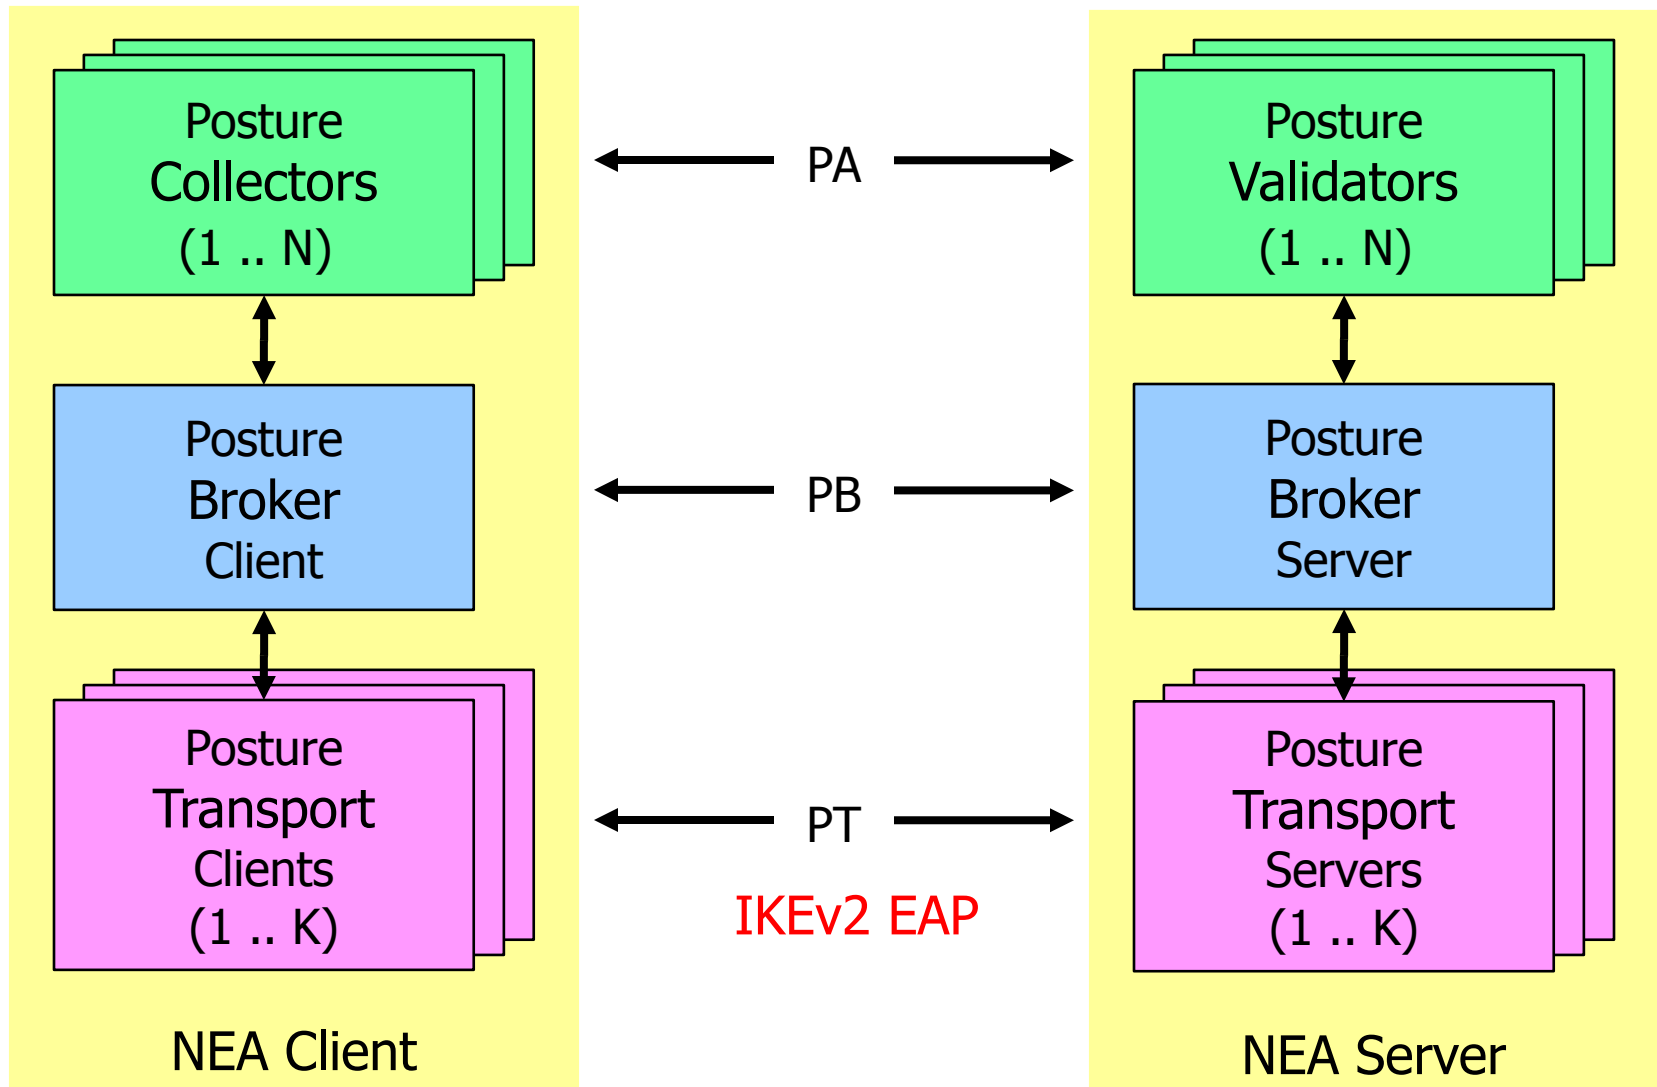 Posture
Collectors
(1 .. N)
PA
Posture
Validators
(1 .. N)
Posture
Broker
Client
PB
Posture
Broker
Server
Posture
Transport
Clients
(1 .. K)
PT
IKEv2 EAP
Posture
Transport
Servers
(1 .. K)
NEA Client
NEA Server